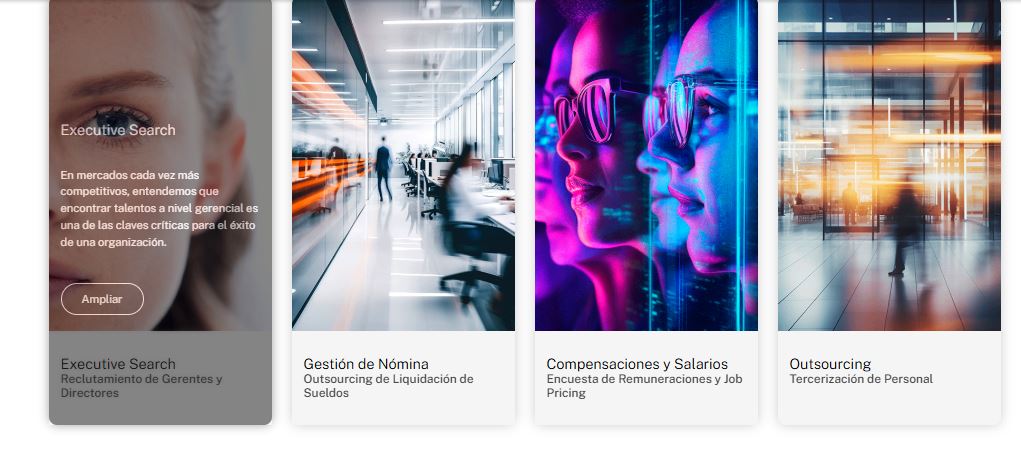 Executive Search
En mercados cada vez más
competitivos, entendemos que
encontrar talentos a nivel gerencial es
una de las claves críticas para el éxito
de una organización.
Ampliar
Executive Search
Reclutamiento de Gerentes y
Directores
Gestión de Nómina
Outsourcing de Liquidación de
Sueldos
Compensaciones y Salarios
Encuesta de Remuneraciones y Job
Pricing
Outsourcing
Tercerización de Personal